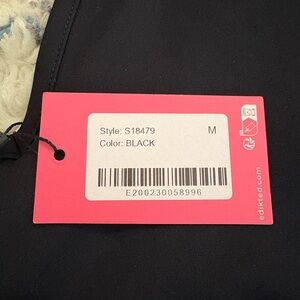 Style: S18479 M
Color: BLACK
E200230058996
edikted.com